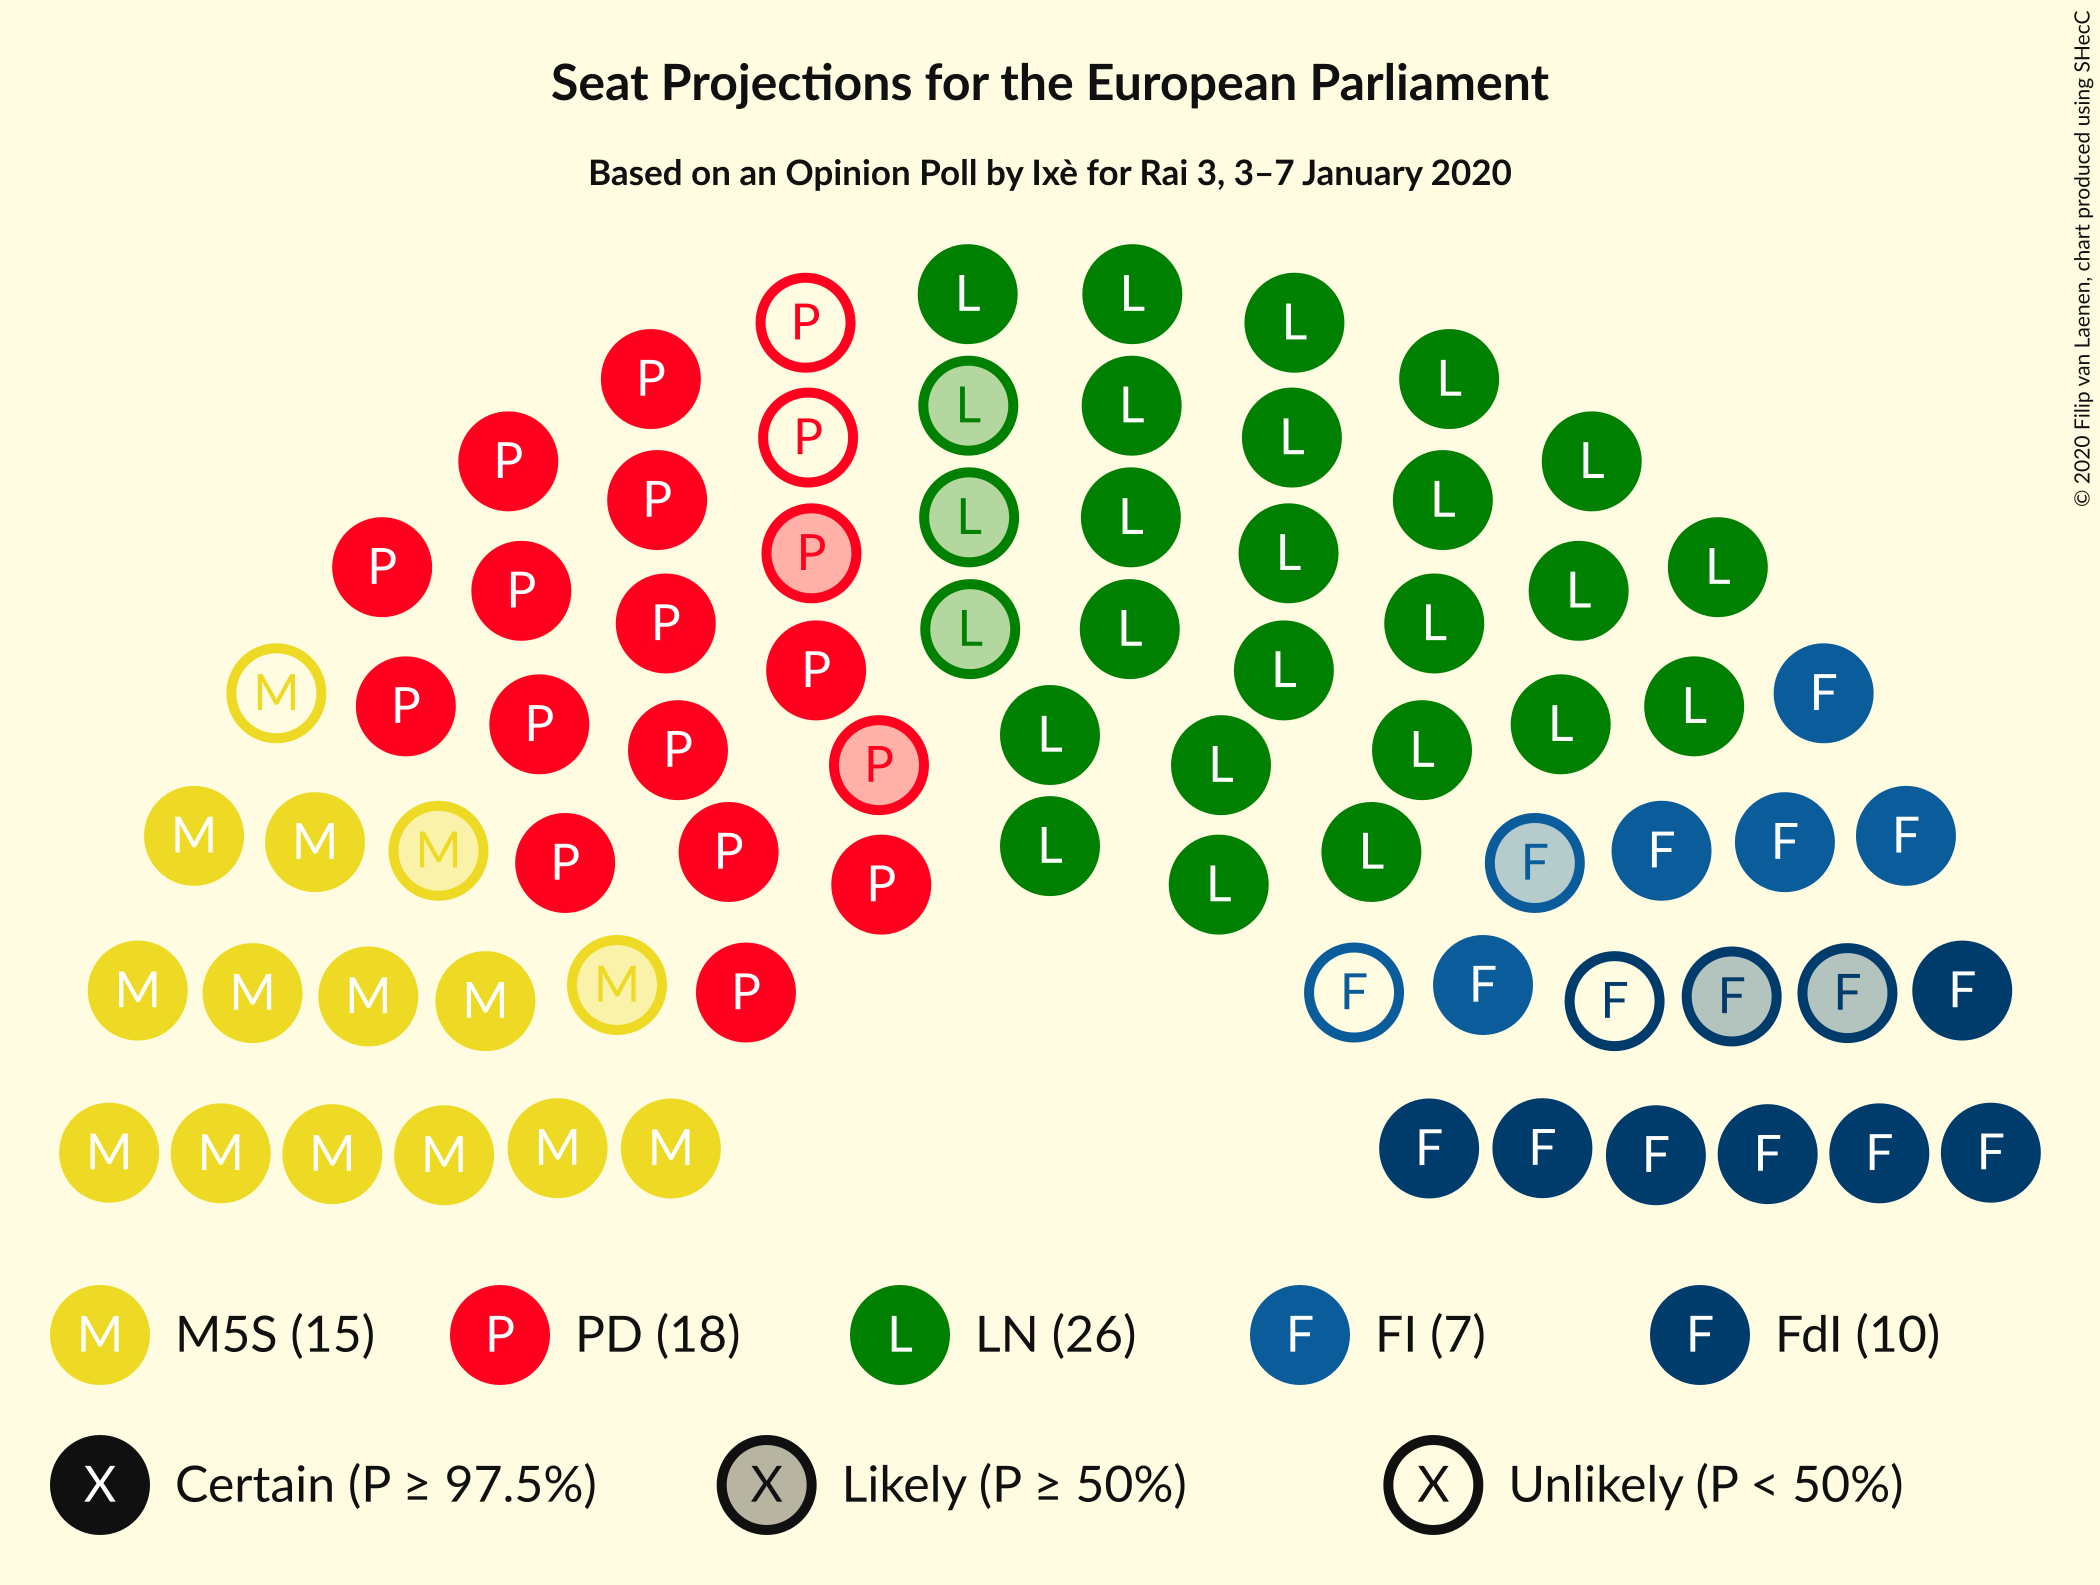 Seat Projections for the European Parliament
Based on an Opinion Poll by Ixè for Rai 3, 3–7 January 2020
© 2020 Filip van Laenen, chart produced using SHecC
L L
P L L
P P L
L L
P L
P P L L
P L L
P L
P L L
P P L L
P L L
P L L
P L
M P L L F
P L L
P P L L
P L
M M M P P L L L F F F F
P L
M M M M M P F F F F F F
M M M M M M F F F F F F
M M5S (15) P PD (18) L LN (26) F FI (7) F FdI (10)
X Certain (P ≥ 97.5%) X Likely (P ≥ 50%) X Unlikely (P < 50%)